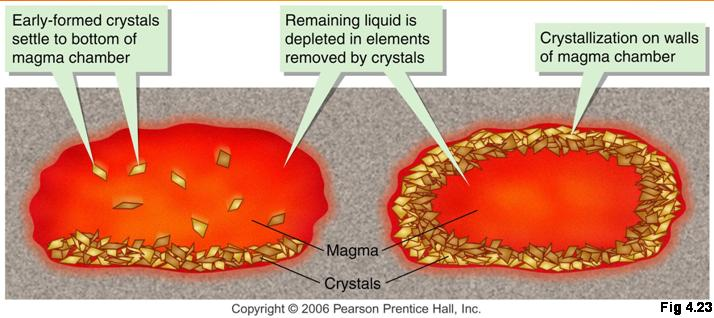 Early-formed crystals
settle to bottom of
magma chamber
Remaining liquid is
depleted in elements
removed by crystals
Crystallization on walls
of magma chamber
Magma
Crystals
Copyright © 2006 Pearson Prentice Hall, Inc.
Fig 4.23